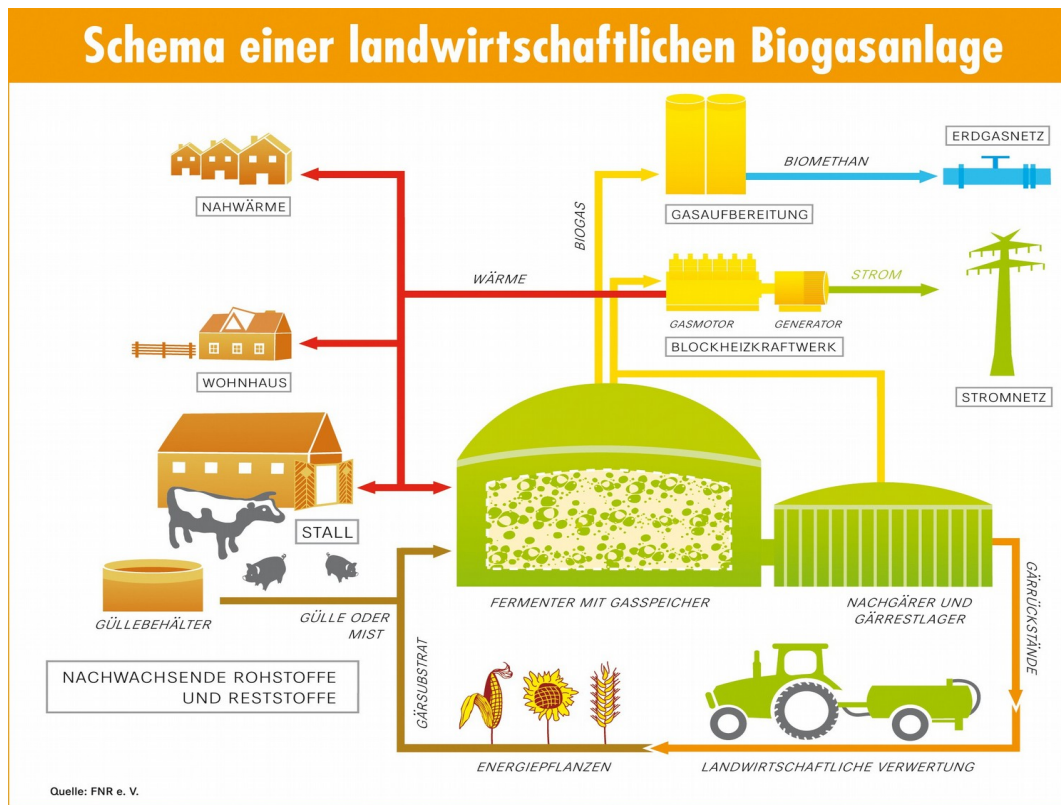 Schema einer landwirtschaftlichen Biogasanlage
NAHWÄRME
WÄRME
BIOGAS
GASAUFBEREITUNG
BIOMETHAN
ERDGASNETZ
GASMOTOR
GENERATOR
BLOCKHEIZKRAFTWERK
STROM
STROMNETZ
WOHNHAUS
STALL
GÜLLEBEHÄLTER
GÜLLE ODER
MIST
FERMENTER MIT GASSPEICHER
NACHGÄRER UND
GÄRRESTLAGER
GÄRRÜCKSTÄNDE
NACHWACHSENDE ROHSTOFFE
UND RESTSTOFFE
GÄRSUBSTRAT
ENERGIEPFLANZEN
LANDWIRTSCHAFTLICHE VERWERTUNG
Quelle: FNR e. V.